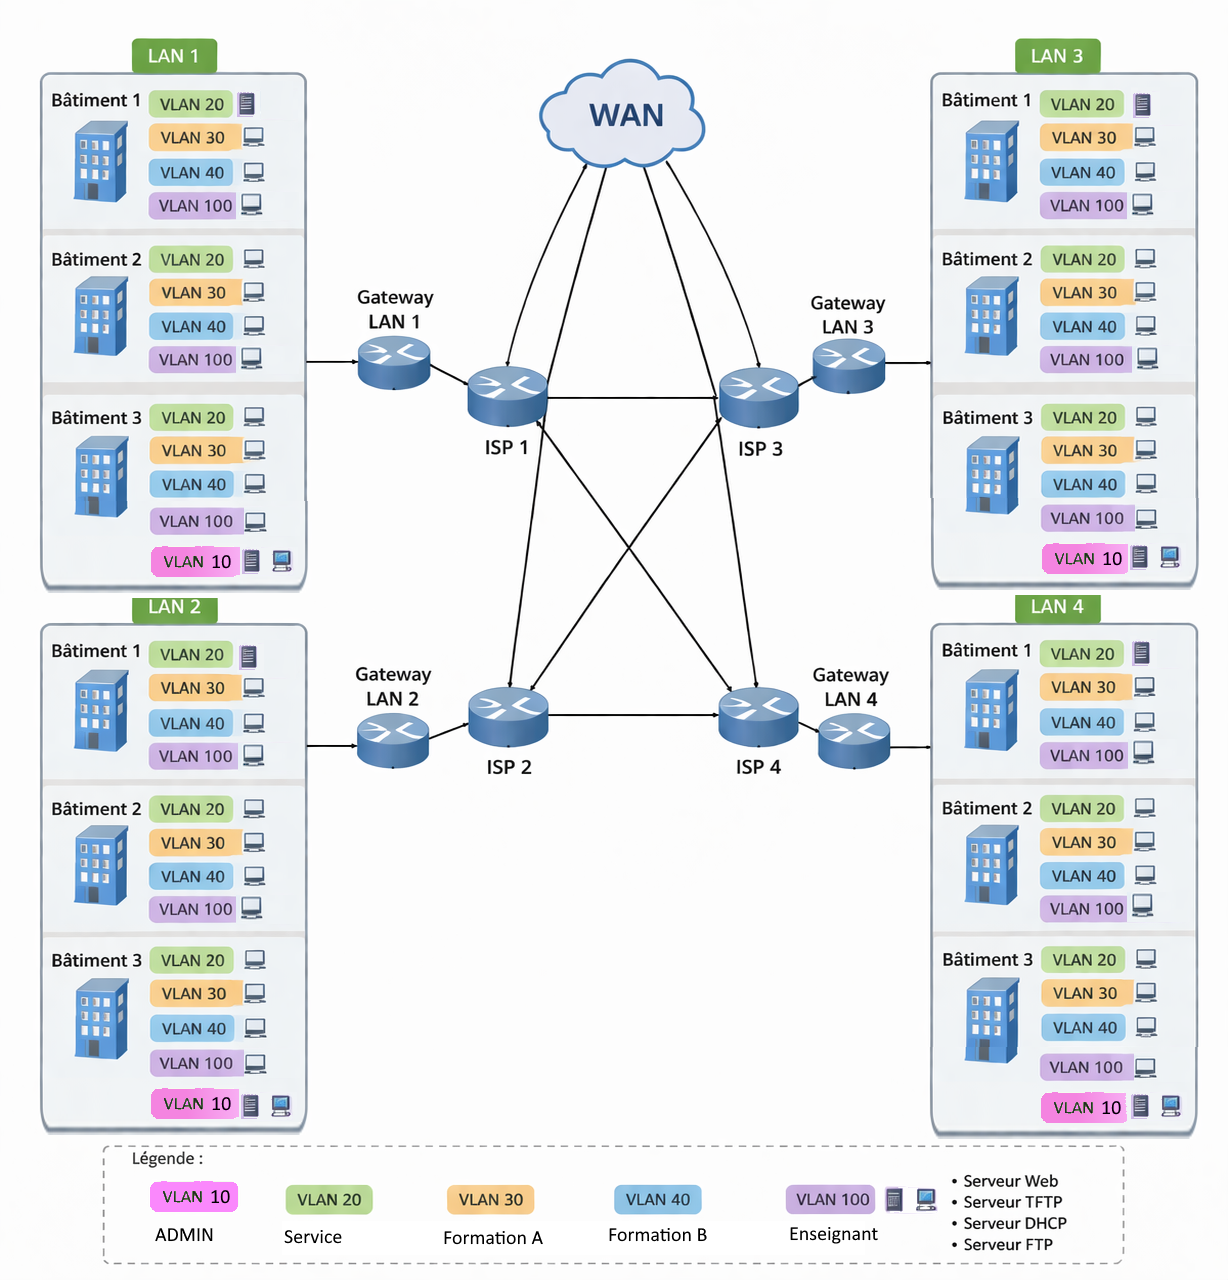 LAN 1
Bâtiment 1
VLAN 20
VLAN 30
VLAN 40
VLAN 100
Bâtiment 2
VLAN 20
VLAN 30
VLAN 40
VLAN 100
Bâtiment 3
VLAN 20
VLAN 30
VLAN 40
VLAN 100
VLAN 10
LAN 2
Bâtiment 1
VLAN 20
VLAN 30
VLAN 40
VLAN 100
Bâtiment 2
VLAN 20
VLAN 30
VLAN 40
VLAN 100
Bâtiment 3
VLAN 20
VLAN 30
VLAN 40
VLAN 100
VLAN 10
WAN
Gateway
LAN 1
ISP 1
Gateway
LAN 3
ISP 3
Gateway
LAN 2
ISP 2
Gateway
LAN 4
ISP 4
LAN 3
Bâtiment 1
VLAN 20
VLAN 30
VLAN 40
VLAN 100
Bâtiment 2
VLAN 20
VLAN 30
VLAN 40
VLAN 100
Bâtiment 3
VLAN 20
VLAN 30
VLAN 40
VLAN 100
VLAN 10
LAN 4
Bâtiment 1
VLAN 20
VLAN 30
VLAN 40
VLAN 100
Bâtiment 2
VLAN 20
VLAN 30
VLAN 40
VLAN 100
Bâtiment 3
VLAN 20
VLAN 30
VLAN 40
VLAN 100
VLAN 10
Légende :
VLAN 10
ADMIN
VLAN 20
Service
VLAN 30
Formation A
VLAN 40
Formation B
VLAN 100
Enseignant
• Serveur Web
• Serveur TFTP
• Serveur DHCP
• Serveur FTP